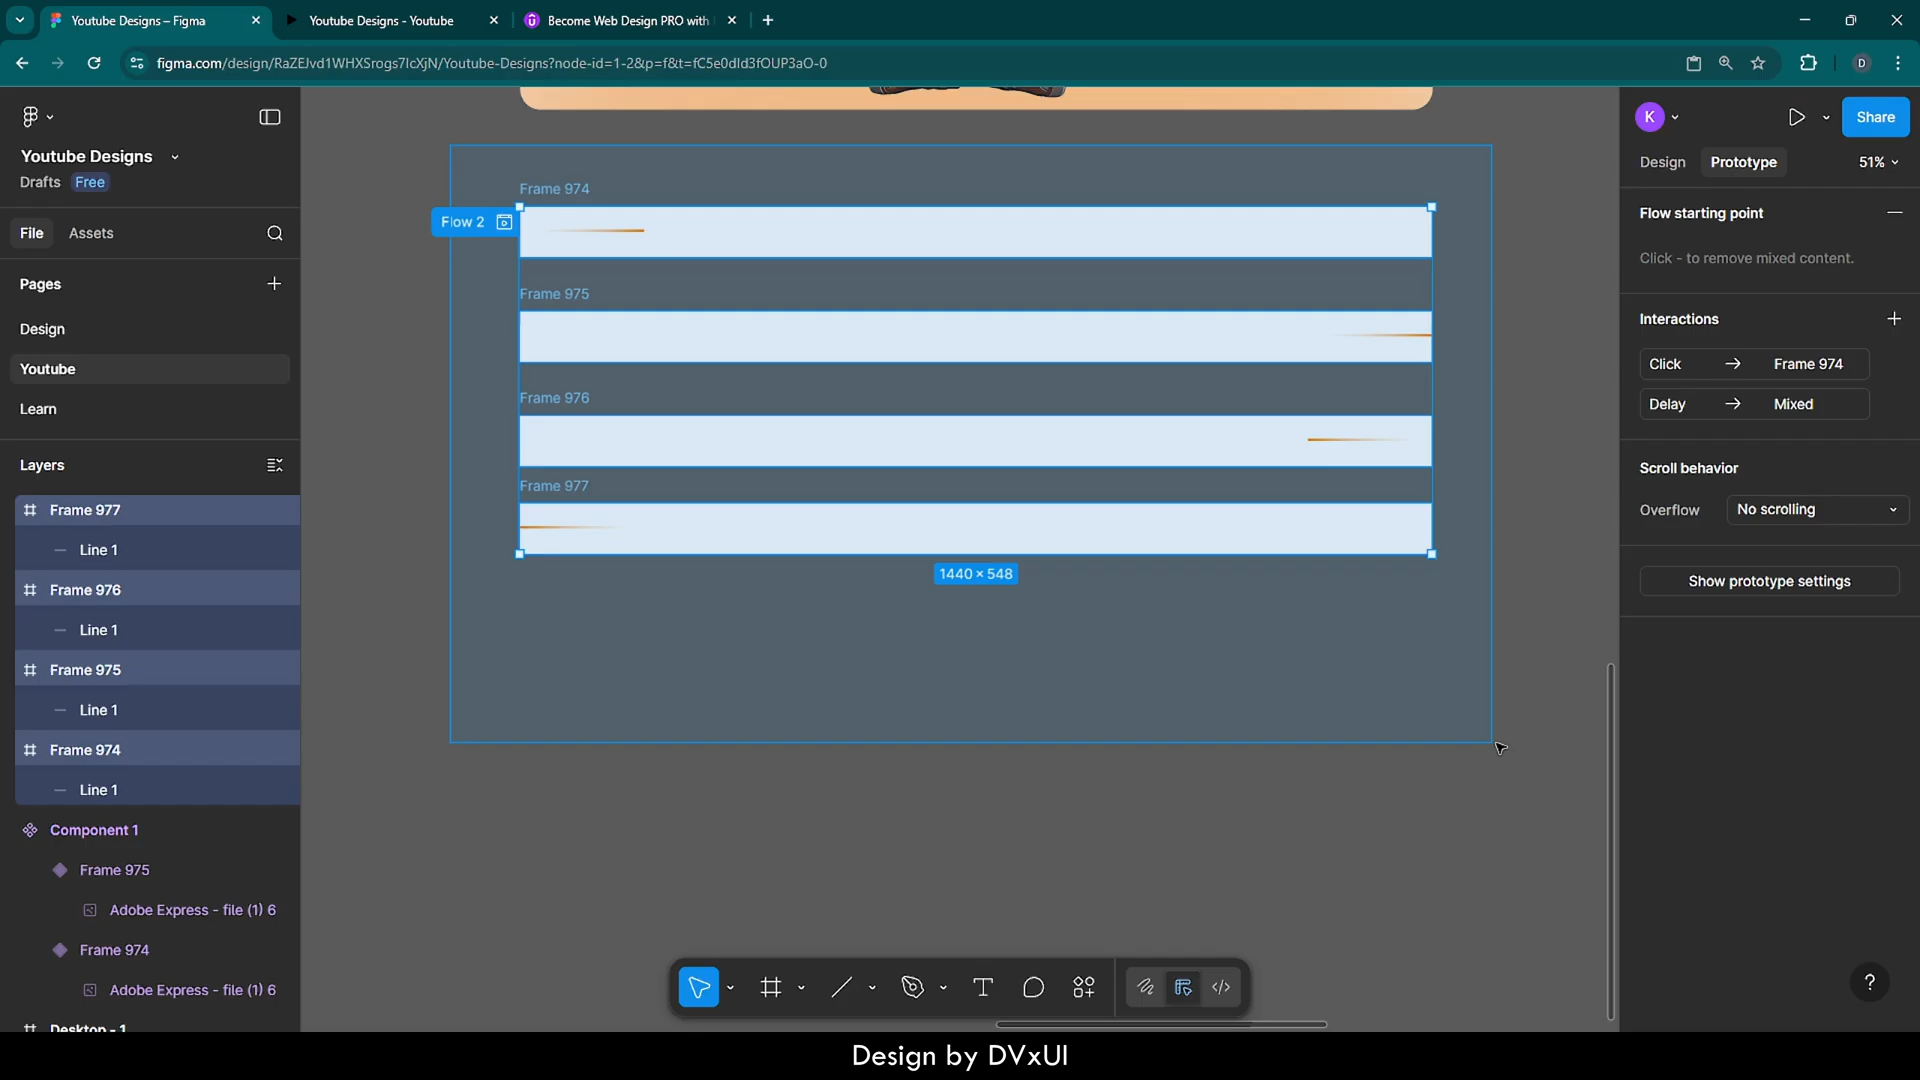 Youtube Designs – Figma
Youtube Designs - Youtube
Become Web Design PRO with
figma.com/design/RaZEJvd1WHXSrogs7IcXjN/Youtube-Designs?node-id=1-2&p=f&t=fC5e0dId3fOUP3aO-0
D
Youtube Designs
Drafts
Free
File
Assets
Pages
Design
Youtube
Learn
Layers
Frame 977
Line 1
Frame 976
Line 1
Frame 975
Line 1
Frame 974
Line 1
Component 1
Frame 975
Adobe Express - file (1) 6
Frame 974
Adobe Express - file (1) 6
Desktop - 1
Frame 974
Flow 2
Frame 975
Frame 976
Frame 977
1440 × 548
K
Share
Design
Prototype
51%
Flow starting point
Click - to remove mixed content.
Interactions
Click → Frame 974
Delay → Mixed
Scroll behavior
Overflow
No scrolling
Show prototype settings
?
Design by DVxUI